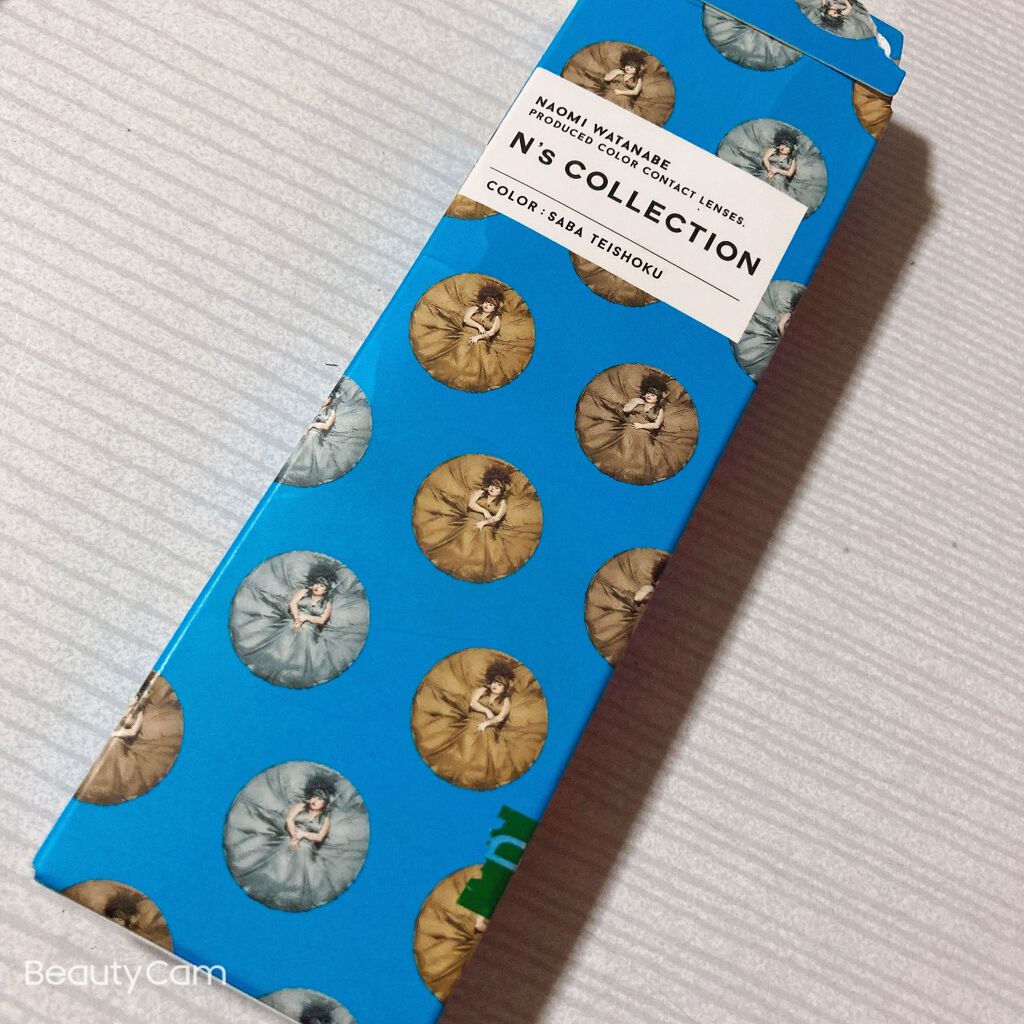 NAOMI WATANABE
PRODUCED COLOR CONTACT LENSES.
N's COLLECTION
COLOR : SABA TEISHOKU
BeautyCam